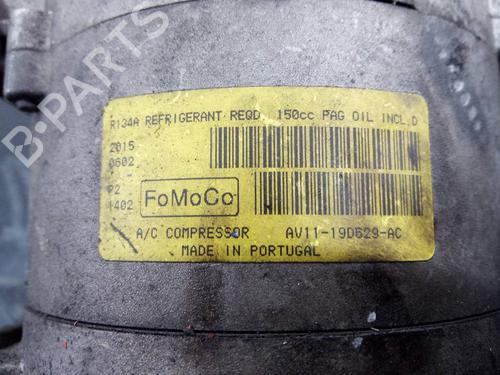 R134A REFRIGERANT REQD. 150cc PAG OIL INCL.D
2015
0602
-
P2
1402
FoMoCo
A/C COMPRESSOR AV11-19D629-AC
MADE IN PORTUGAL